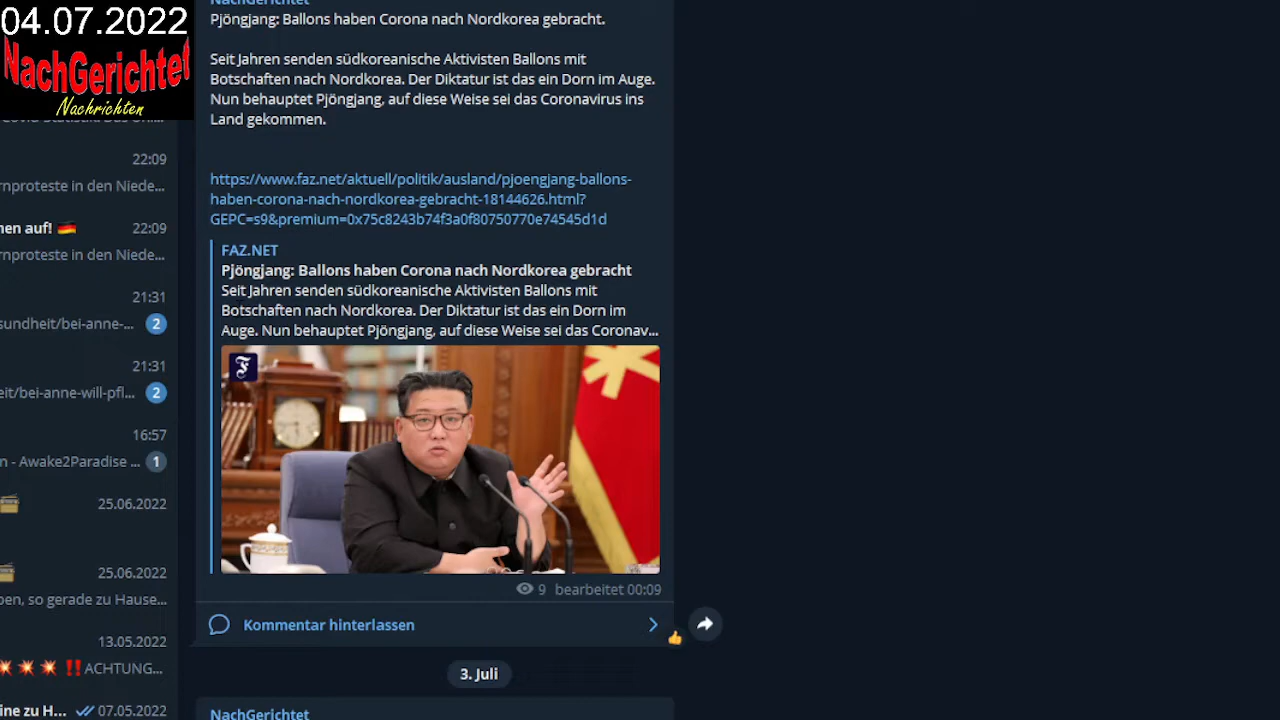 04.07.2022
NachGerichtet
Nachrichten
22:09
rnproteste in den Niede...
nen auf!
22:09
rnproteste in den Niede...
21:31
sundheit/bei-anne-...
2
21:31
eit/bei-anne-will-pfl...
2
16:57
n - Awake2Paradise ...
1
25.06.2022
25.06.2022
ben, so gerade zu Hause...
13.05.2022
ACHTUNG...
ine zu H...
07.05.2022
NachGerichtet
Pjöngjang: Ballons haben Corona nach Nordkorea gebracht.
Seit Jahren senden südkoreanische Aktivisten Ballons mit
Botschaften nach Nordkorea. Der Diktatur ist das ein Dorn im Auge.
Nun behauptet Pjöngjang, auf diese Weise sei das Coronavirus ins
Land gekommen.
https://www.faz.net/aktuell/politik/ausland/pjoengjang-ballons-
haben-corona-nach-nordkorea-gebracht-18144626.html?
GEPC=s9&premium=0x75c8243b74f3a0f80750770e74545d1d
FAZ.NET
Pjöngjang: Ballons haben Corona nach Nordkorea gebracht
Seit Jahren senden südkoreanische Aktivisten Ballons mit
Botschaften nach Nordkorea. Der Diktatur ist das ein Dorn im
Auge. Nun behauptet Pjöngjang, auf diese Weise sei das Coronav...
F
9 bearbeitet 00:09
Kommentar hinterlassen
3. Juli
NachGerichtet